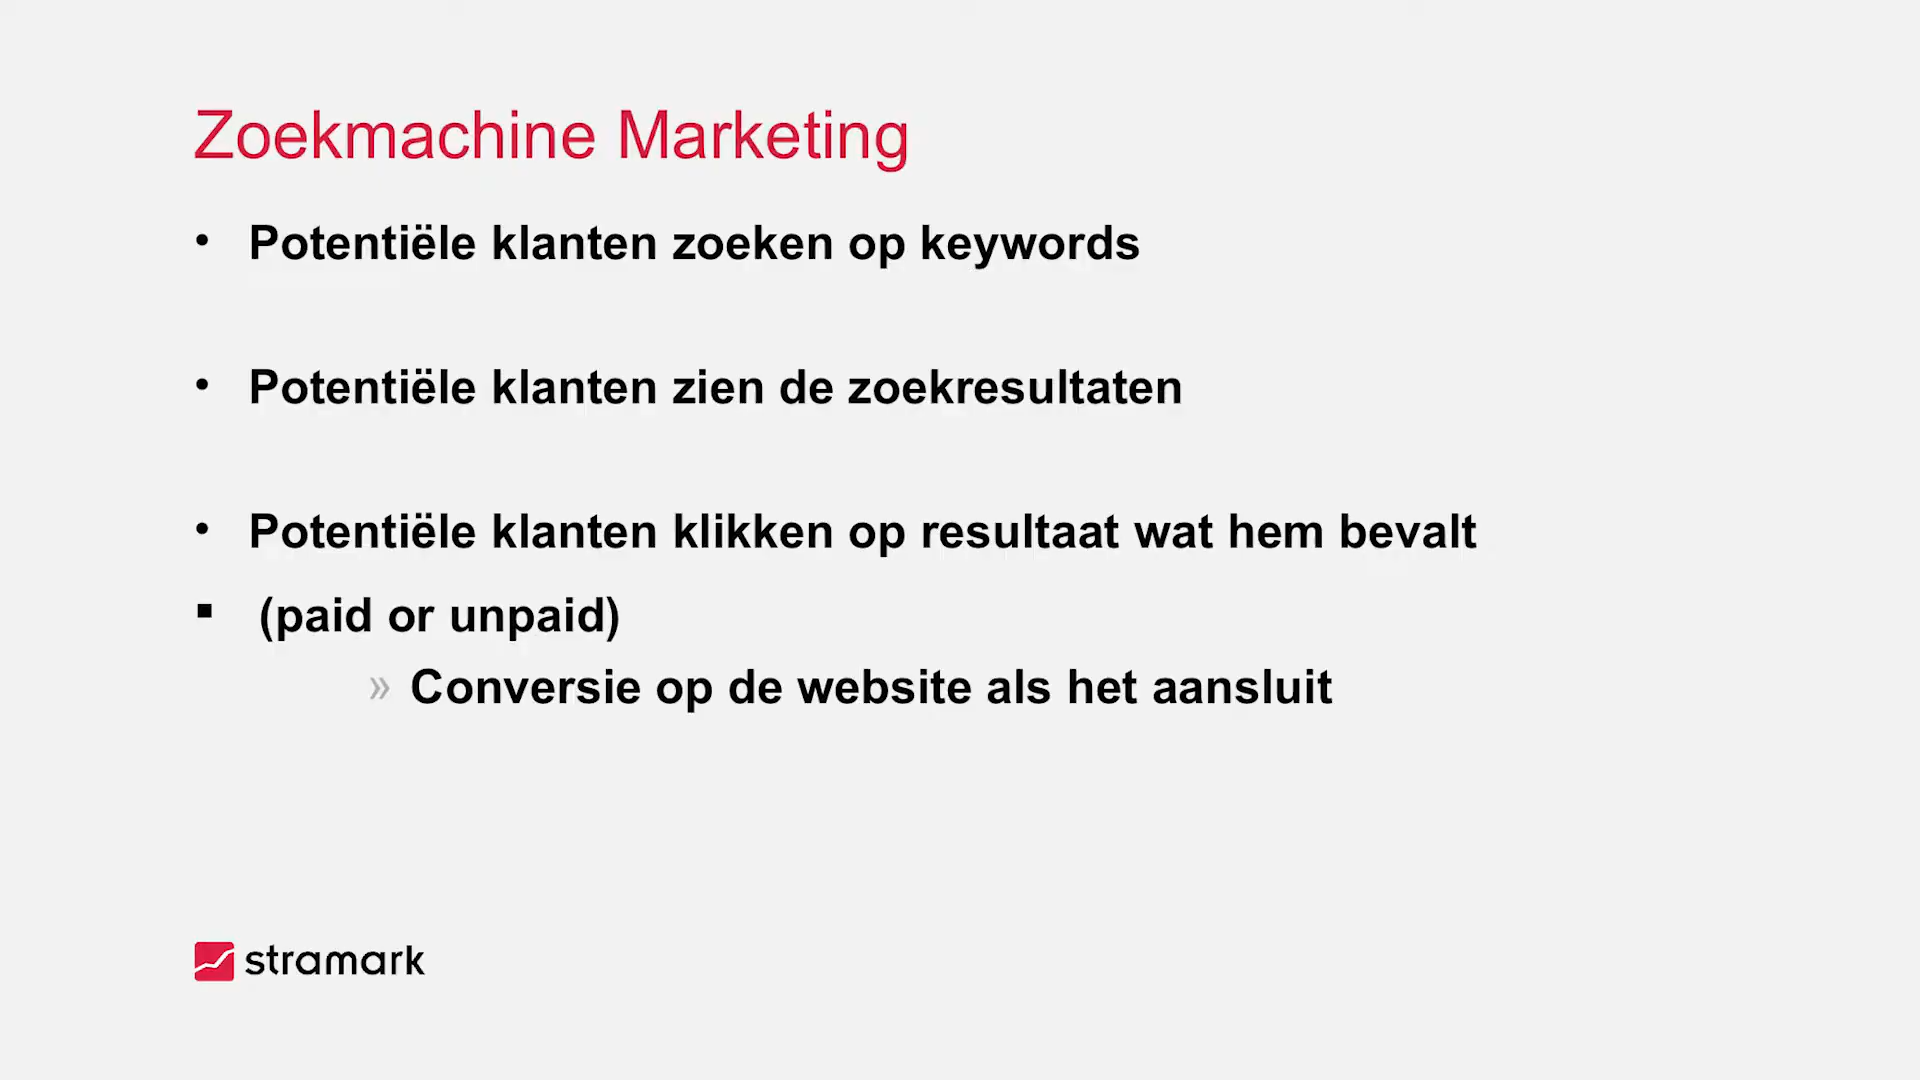 Zoekmachine Marketing
• Potentiële klanten zoeken op keywords
• Potentiële klanten zien de zoekresultaten
• Potentiële klanten klikken op resultaat wat hem bevalt
▪ (paid or unpaid)
» Conversie op de website als het aansluit
stramark